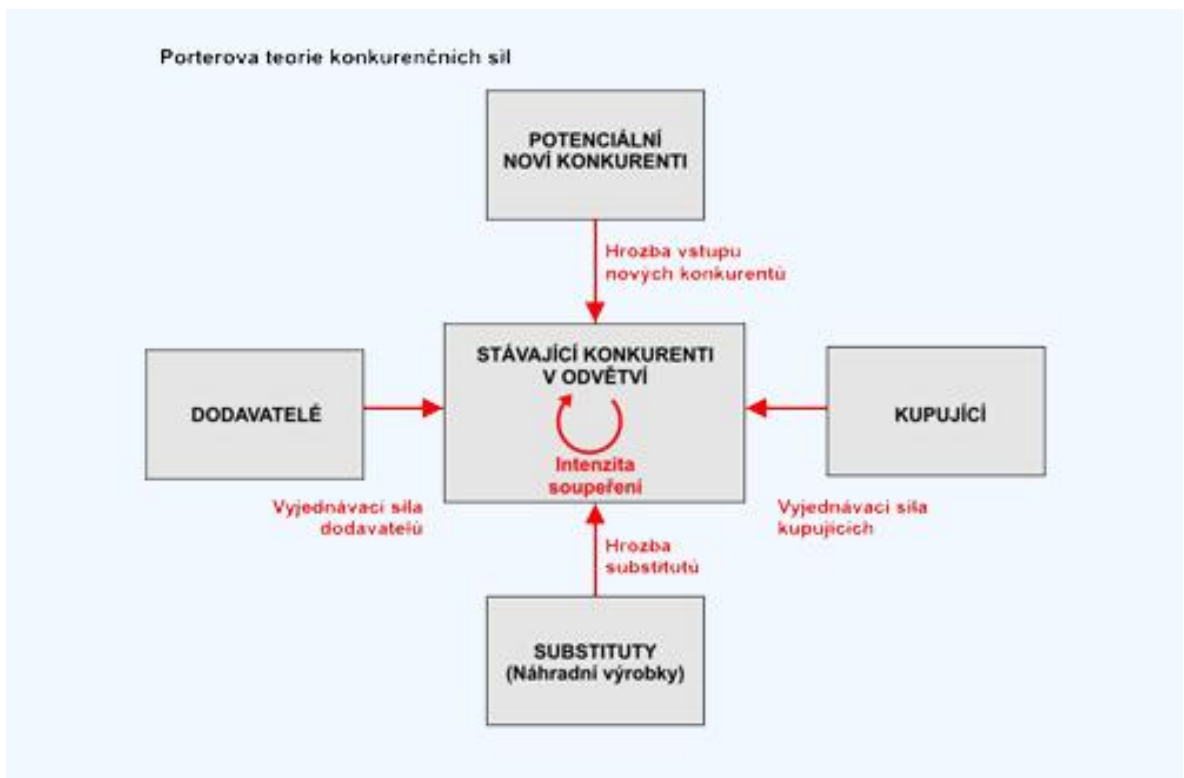 Porterova teorie konkurenčních sil
POTENCIÁLNÍ
NOVÍ KONKURENTI
Hrozba vstupu
nových konkurentů
STÁVAJÍCÍ KONKURENTI
V ODVĚTVÍ
Intenzita
soupeření
DODAVATELÉ
KUPUJÍCÍ
Vyjednávací síla
dodavatelů
Vyjednávací síla
kupujících
Hrozba
substitutů
SUBSTITUTY
(Náhradní výrobky)